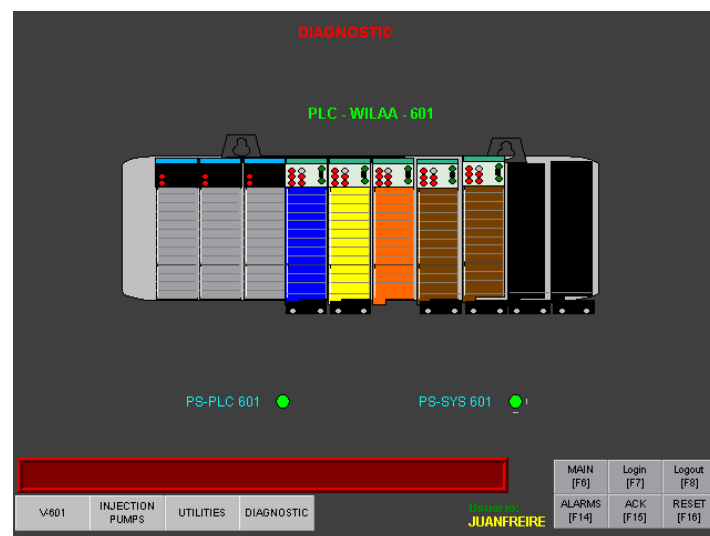 DIAGNOSTIC
PLC - WILAA - 601
PS-PLC 601
PS-SYS 601
MAIN
[F6]
Login
[F7]
Logout
[F8]
V-601
INJECTION
PUMPS
UTILITIES
DIAGNOSTIC
Usuario:
JUANFREIRE
ALARMS
[F14]
ACK
[F15]
RESET
[F16]